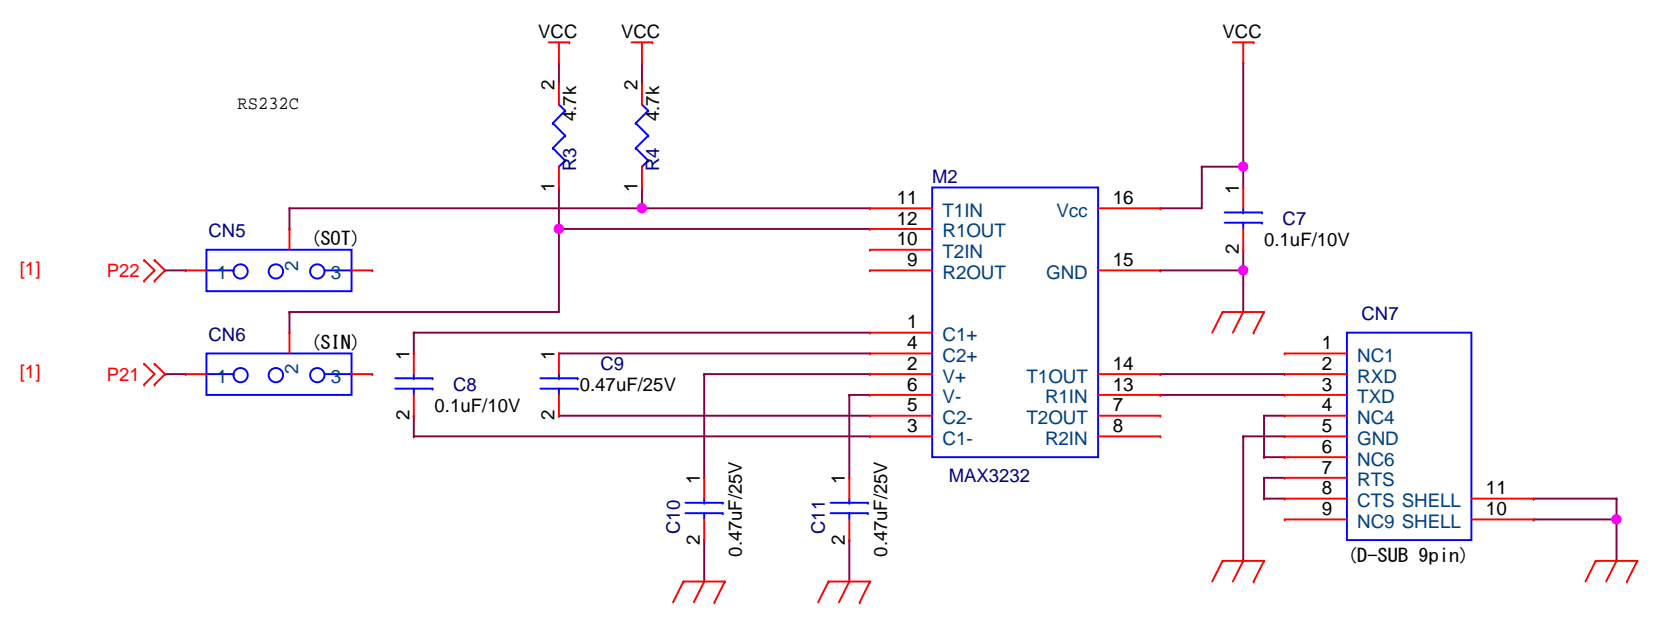 VCC
VCC
VCC
RS232C
2
4.7k
R3
1
2
4.7k
R4
1
M2
11
T1IN
12
R1OUT
10
T2IN
9
R2OUT
1
C1+
4
C2+
2
V+
6
V-
5
C2-
3
C1-
Vcc
16
GND
15
T1OUT
14
R1IN
13
T2OUT
7
R2IN
8
MAX3232
CN5
(SOT)
[1]
P22
1
2
3
CN6
(SIN)
[1]
P21
1
2
3
1
C8
0.1uF/10V
2
1
C9
0.47uF/25V
2
1
C10
0.47uF/25V
2
1
C11
0.47uF/25V
2
1
C7
0.1uF/10V
2
CN7
1
NC1
2
RXD
3
TXD
4
NC4
5
GND
6
NC6
7
RTS
8
CTS SHELL
11
9
NC9 SHELL
10
(D-SUB 9pin)